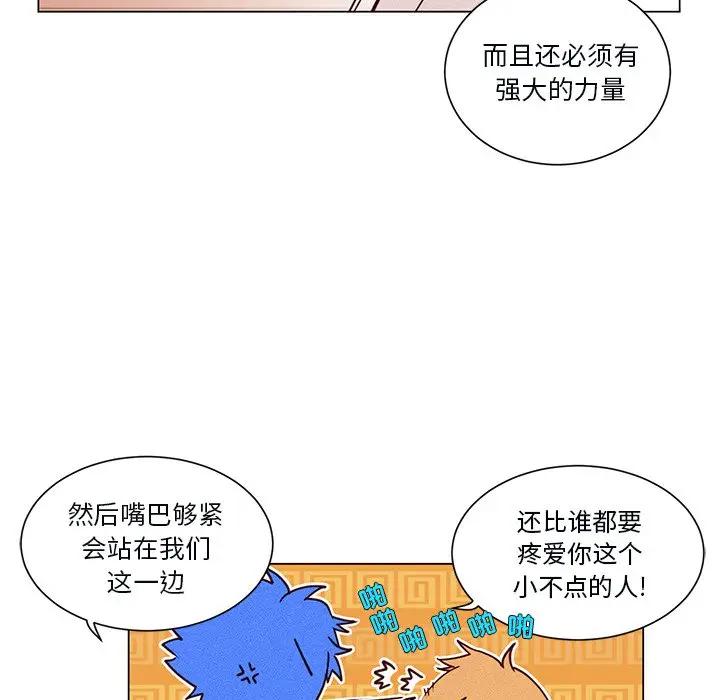 而且还必须有
强大的力量
然后嘴巴够紧
会站在我们
这一边
还比谁都要
疼爱你这个
小不点的人!
啪
啪
啪
啪
啪
啪